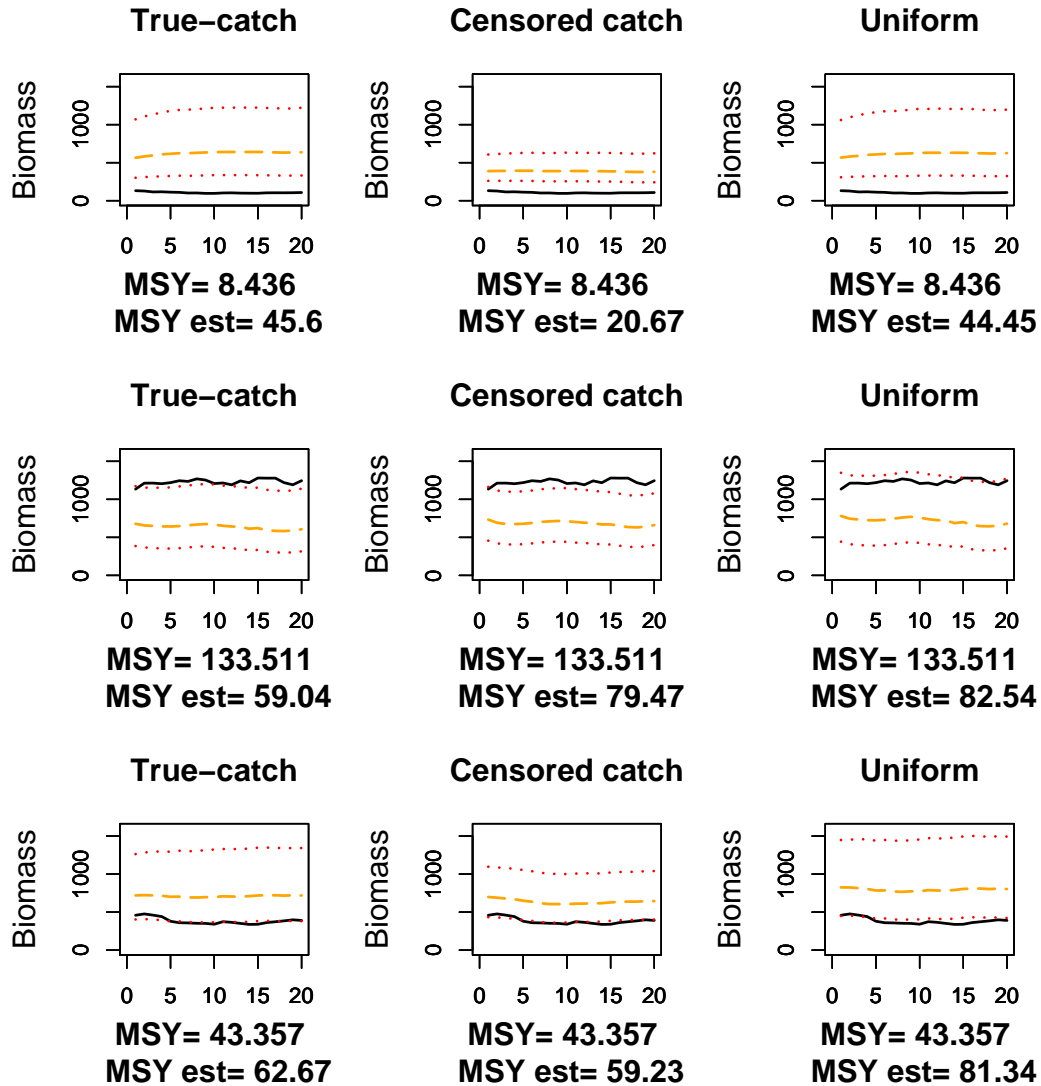 True−catch
Censored catch
Uniform
Biomass
0 1000
0 5 10 15 20
MSY= 8.436
MSY est= 45.6
Biomass
0 1000
0 5 10 15 20
MSY= 8.436
MSY est= 20.67
Biomass
0 1000
0 5 10 15 20
MSY= 8.436
MSY est= 44.45
True−catch
Censored catch
Uniform
Biomass
0 1000
0 5 10 15 20
MSY= 133.511
MSY est= 59.04
Biomass
0 1000
0 5 10 15 20
MSY= 133.511
MSY est= 79.47
Biomass
0 1000
0 5 10 15 20
MSY= 133.511
MSY est= 82.54
True−catch
Censored catch
Uniform
Biomass
0 1000
0 5 10 15 20
MSY= 43.357
MSY est= 62.67
Biomass
0 1000
0 5 10 15 20
MSY= 43.357
MSY est= 59.23
Biomass
0 1000
0 5 10 15 20
MSY= 43.357
MSY est= 81.34